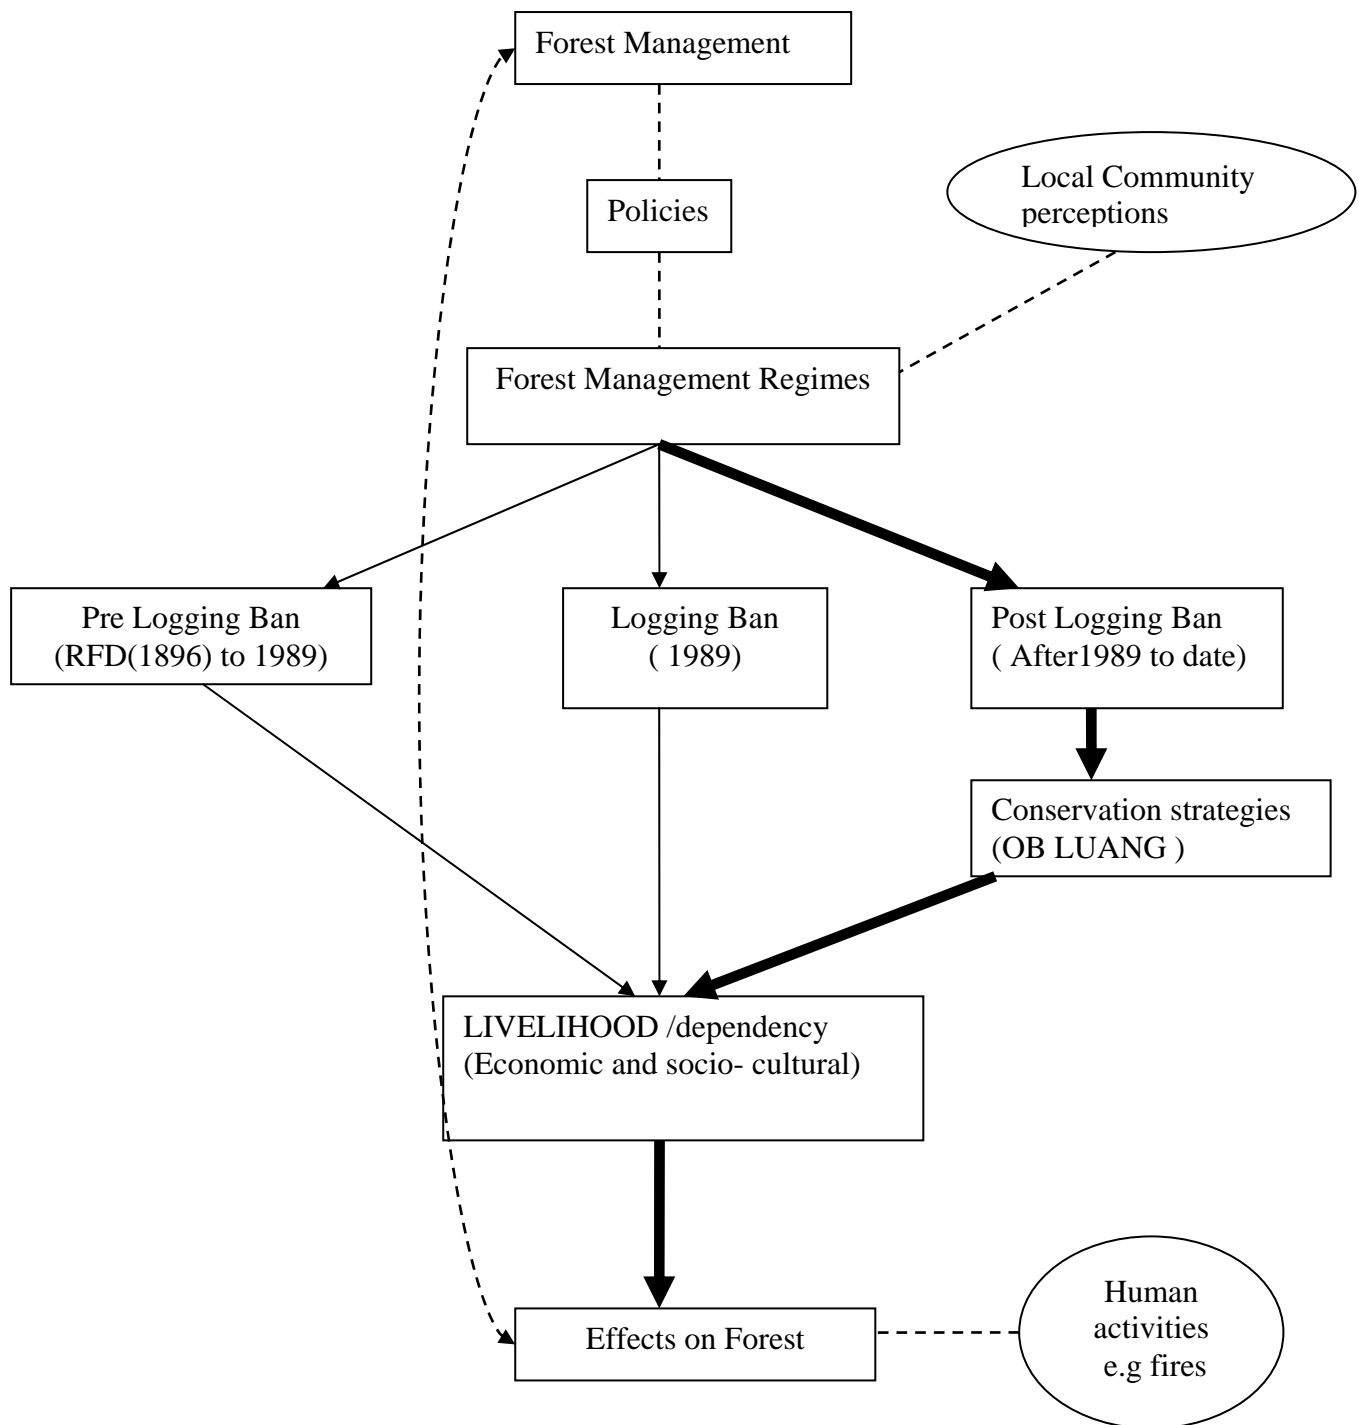 Forest Management
Policies
Local Community
perceptions
Forest Management Regimes
Pre Logging Ban
(RFD(1896) to 1989)
Logging Ban
( 1989)
Post Logging Ban
( After1989 to date)
Conservation strategies
(OB LUANG )
LIVELIHOOD /dependency
(Economic and socio- cultural)
Effects on Forest
Human
activities
e.g fires